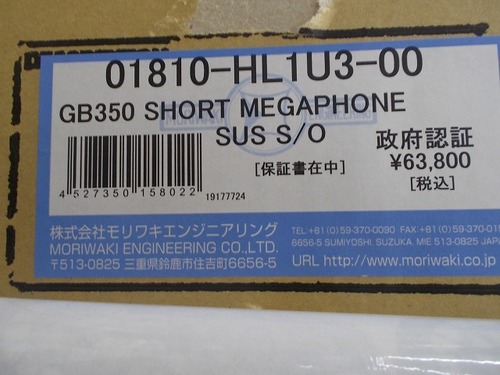 01810-HL1U3-00
GB350 SHORT MEGAPHONE
SUS S/O
政府認証
¥63,800
[税込]
[保証書在中]
4 527350 158022
19177724
株式会社モリワキエンジニアリング
MORIWAKI ENGINEERING CO.,LTD.
〒513-0825 三重県鈴鹿市住吉町6656-5
TEL+81(0)59-370-0090 FAX+81(0)59-370-
6656-5 SUMIYOSHI. SUZUKA. MIE 513-0825 JAPA
URL http://www.moriwaki.co.jp/